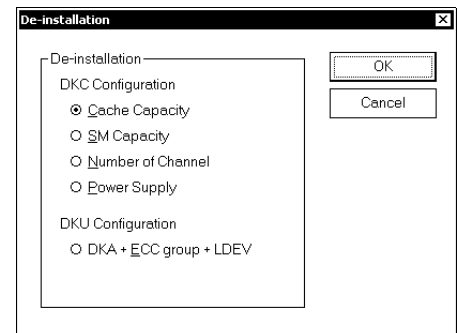 De-installation
De-installation
DKC Configuration
Cache Capacity
SM Capacity
Number of Channel
Power Supply
DKU Configuration
DKA + ECC group + LDEV
OK
Cancel